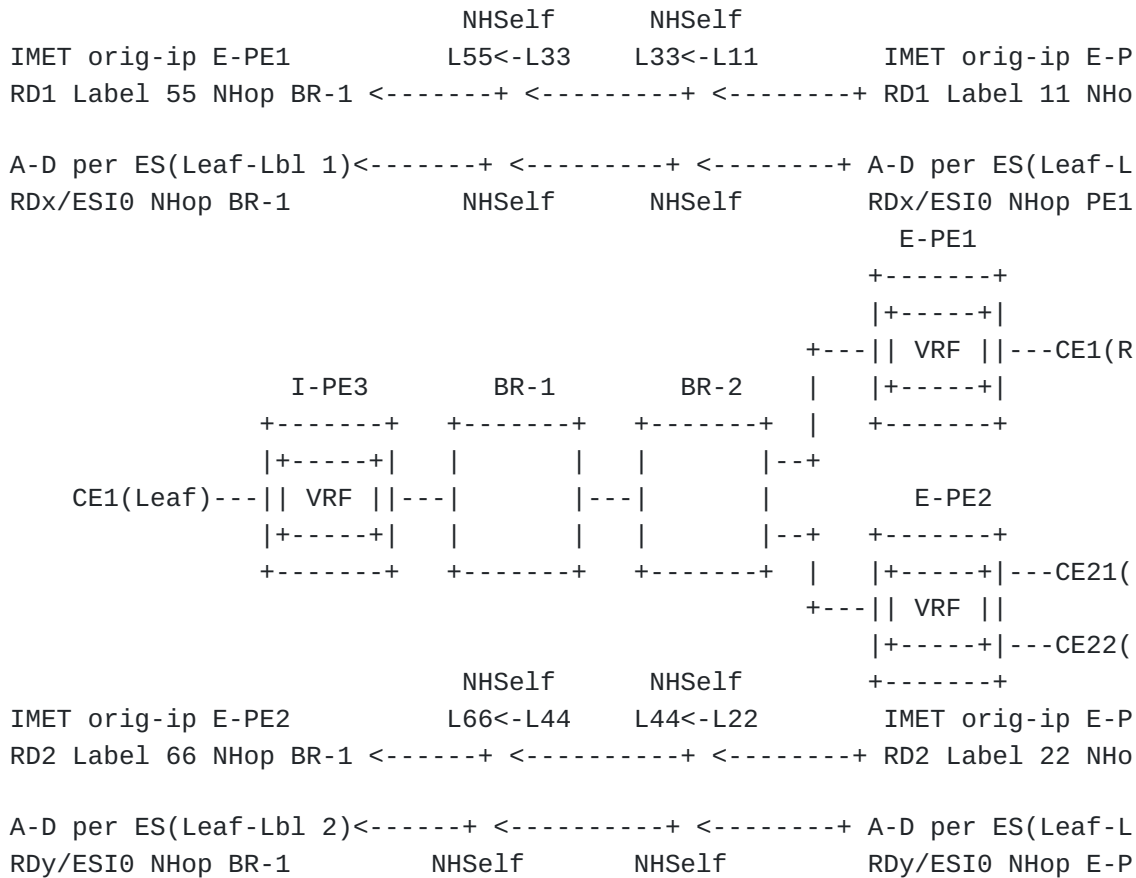 NHSelf      NHSelf
IMET orig-ip E-PE1          L55<-L33    L33<-L11        IMET orig-ip E-P
RD1 Label 55 NHop BR-1 <-------+ <---------+ <--------+ RD1 Label 11 NHo

A-D per ES(Leaf-Lbl 1)<-------+ <----------+ <--------+ A-D per ES(Leaf-L
RDx/ESI0 NHop BR-1           NHSelf      NHSelf        RDx/ESI0 NHop PE1
                                                         E-PE1
                                                       +-------+
                                                       |+-----+|
                                                   +---|| VRF ||---CE1(R
                  I-PE3        BR-1        BR-2    |   |+-----+|
                +-------+   +-------+   +-------+  |   +-------+
                |+-----+|   |       |   |       |--+
    CE1(Leaf)---|| VRF ||---|       |---|       |         E-PE2
                |+-----+|   |       |   |       |--+   +-------+
                +-------+   +-------+   +-------+  |   |+-----+|---CE21(
                                                   +---|| VRF ||
                                                       |+-----+|---CE22(
                             NHSelf      NHSelf        +-------+
IMET orig-ip E-PE2          L66<-L44    L44<-L22        IMET orig-ip E-P
RD2 Label 66 NHop BR-1 <------+ <----------+ <--------+ RD2 Label 22 NHo

A-D per ES(Leaf-Lbl 2)<------+ <----------+ <--------+ A-D per ES(Leaf-L
RDy/ESI0 NHop BR-1         NHSelf       NHSelf         RDy/ESI0 NHop E-P